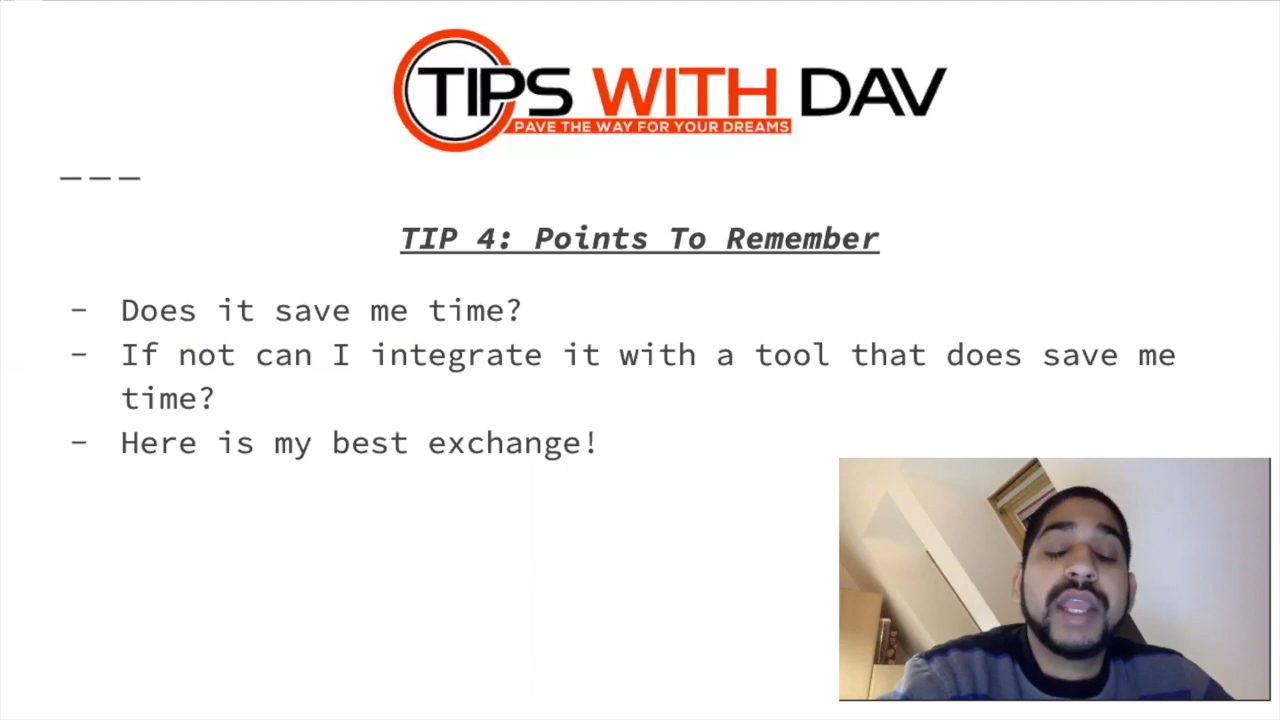 TIPS WITH DAV
PAVE THE WAY FOR YOUR DREAMS
TIP 4: Points To Remember
- Does it save me time?
- If not can I integrate it with a tool that does save me
time?
- Here is my best exchange!